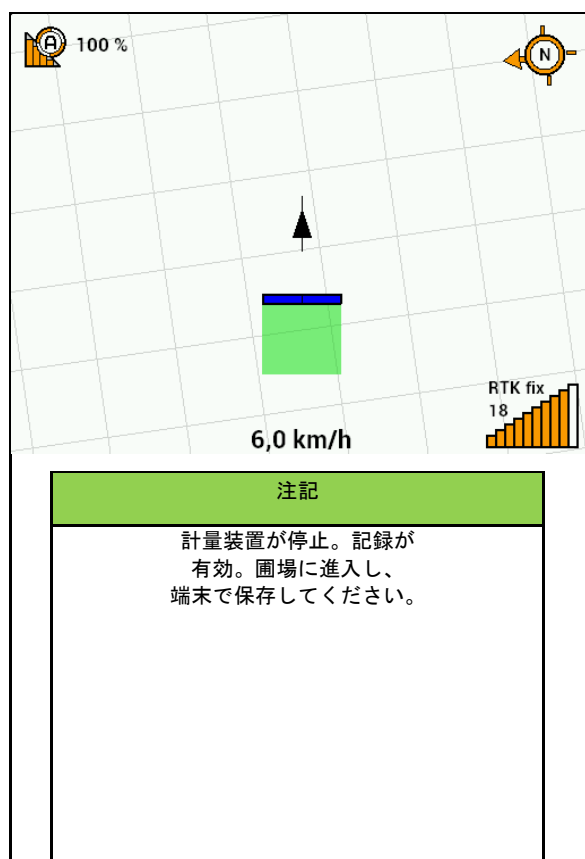 A 100 %
N
RTK fix
18
6,0 km/h
注記
計量装置が停止。記録が
有効。圃場に進入し、
端末で保存してください。